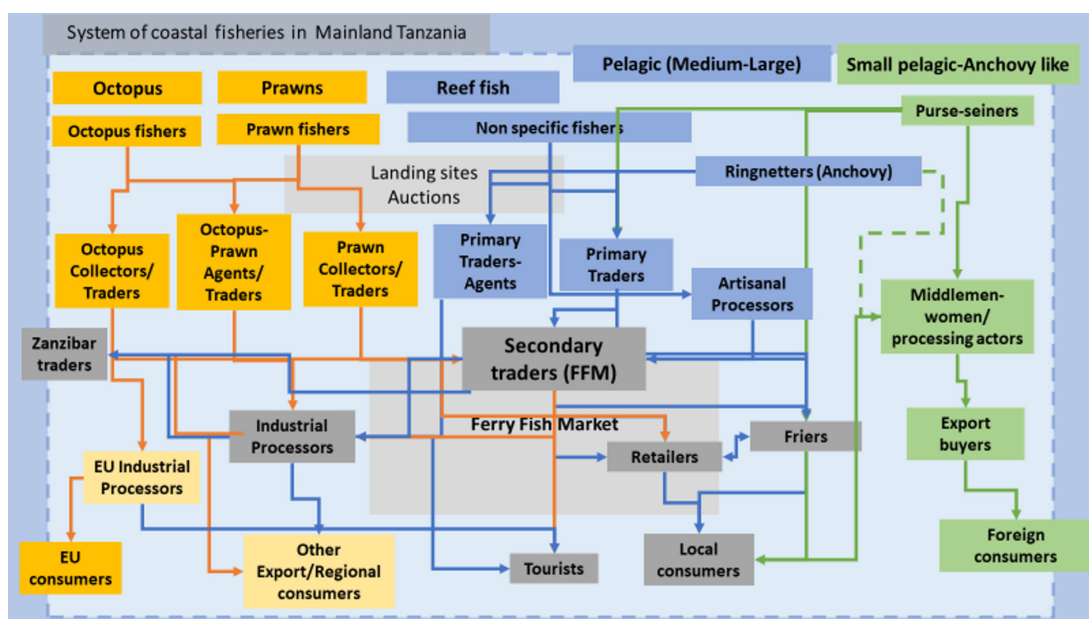 System of coastal fisheries in Mainland Tanzania
Pelagic (Medium-Large)
Small pelagic-Anchovy like
Octopus
Prawns
Reef fish
Purse-seiners
Octopus fishers
Prawn fishers
Non specific fishers
Landing sites
Auctions
Ringnetters (Anchovy)
Octopus
Collectors/
Traders
Octopus-
Prawn
Agents/
Traders
Prawn
Collectors/
Traders
Primary
Traders-
Agents
Primary
Traders
Artisanal
Processors
Middlemen-
women/
processing actors
Zanzibar
traders
Secondary
traders (FFM)
Industrial
Processors
Ferry Fish Market
Retailers
Friers
Export
buyers
EU Industrial
Processors
EU
consumers
Other
Export/Regional
consumers
Tourists
Local
consumers
Foreign
consumers